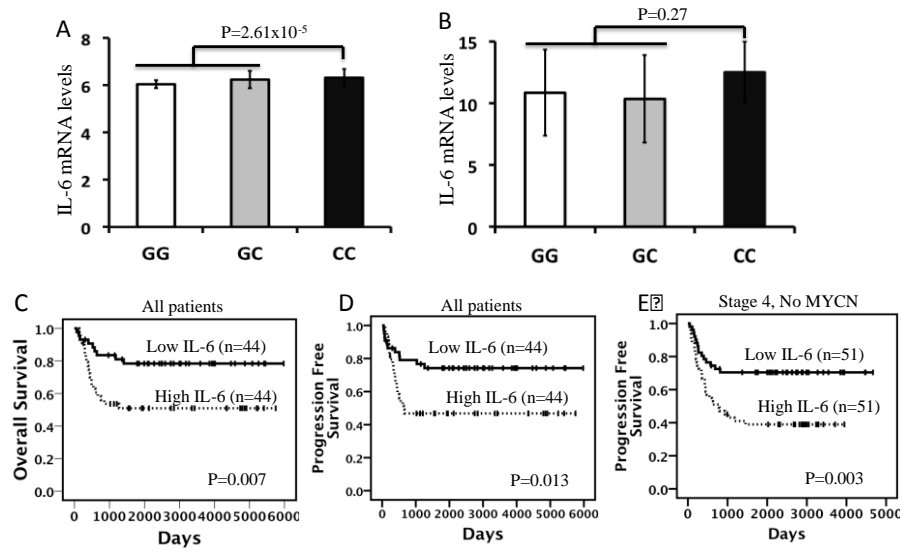 A
P=2.61x10-5
IL-6 mRNA levels
8
6
4
2
0
GG
GC
CC
B
P=0.27
IL-6 mRNA levels
15
10
5
0
GG
GC
CC
C
All patients
Overall Survival
1.0
0.8
0.6
0.4
0.2
0.0
Low IL-6 (n=44)
High IL-6 (n=44)
P=0.007
0 1000 2000 3000 4000 5000 6000
Days
D
All patients
Progression Free
Survival
1.0
0.8
0.6
0.4
0.2
0.0
Low IL-6 (n=44)
High IL-6 (n=44)
P=0.013
0 1000 2000 3000 4000 5000 6000
Days
E
Stage 4, No MYCN
Progression Free
Survival
1.0
0.8
0.6
0.4
0.2
0.0
Low IL-6 (n=51)
High IL-6 (n=51)
P=0.003
0 1000 2000 3000 4000 5000
Days